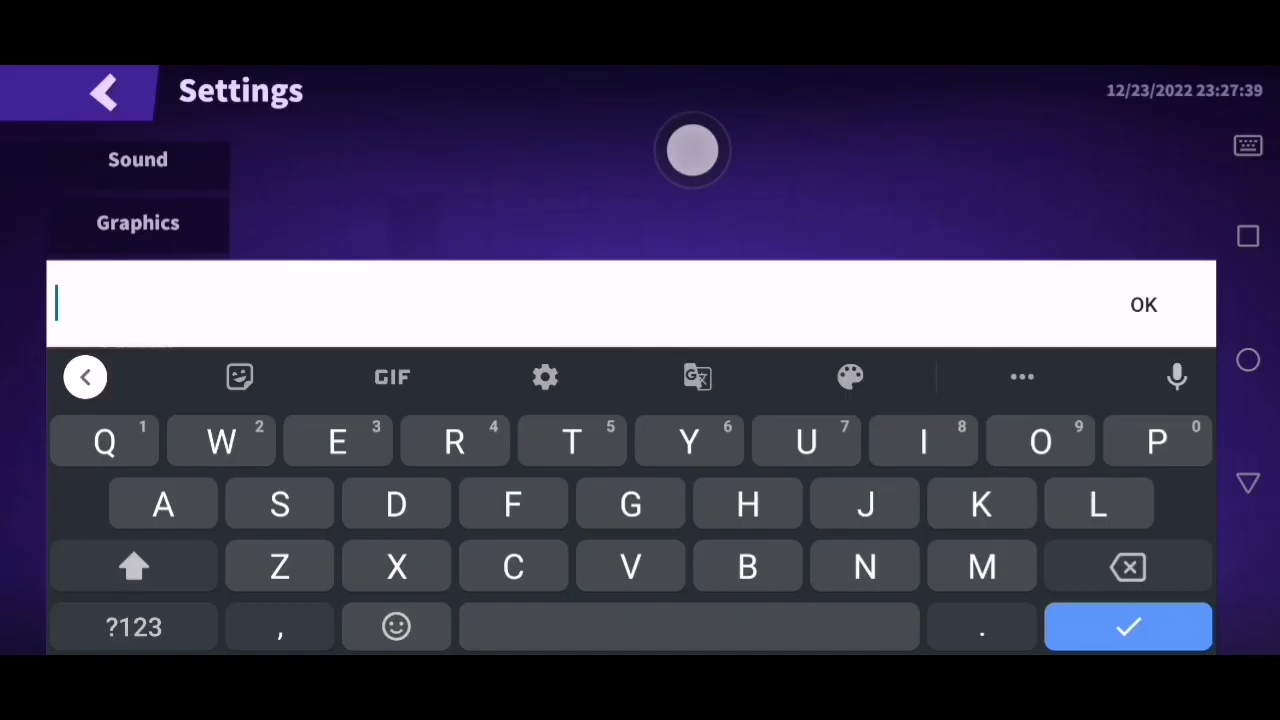 Settings
12/23/2022 23:27:39
Sound
Graphics
OK
GIF
Q 1 W 2 E 3 R 4 T 5 Y 6 U 7 I 8 O 9 P 0
A S D F G H J K L
Z X C V B N M
?123 , .